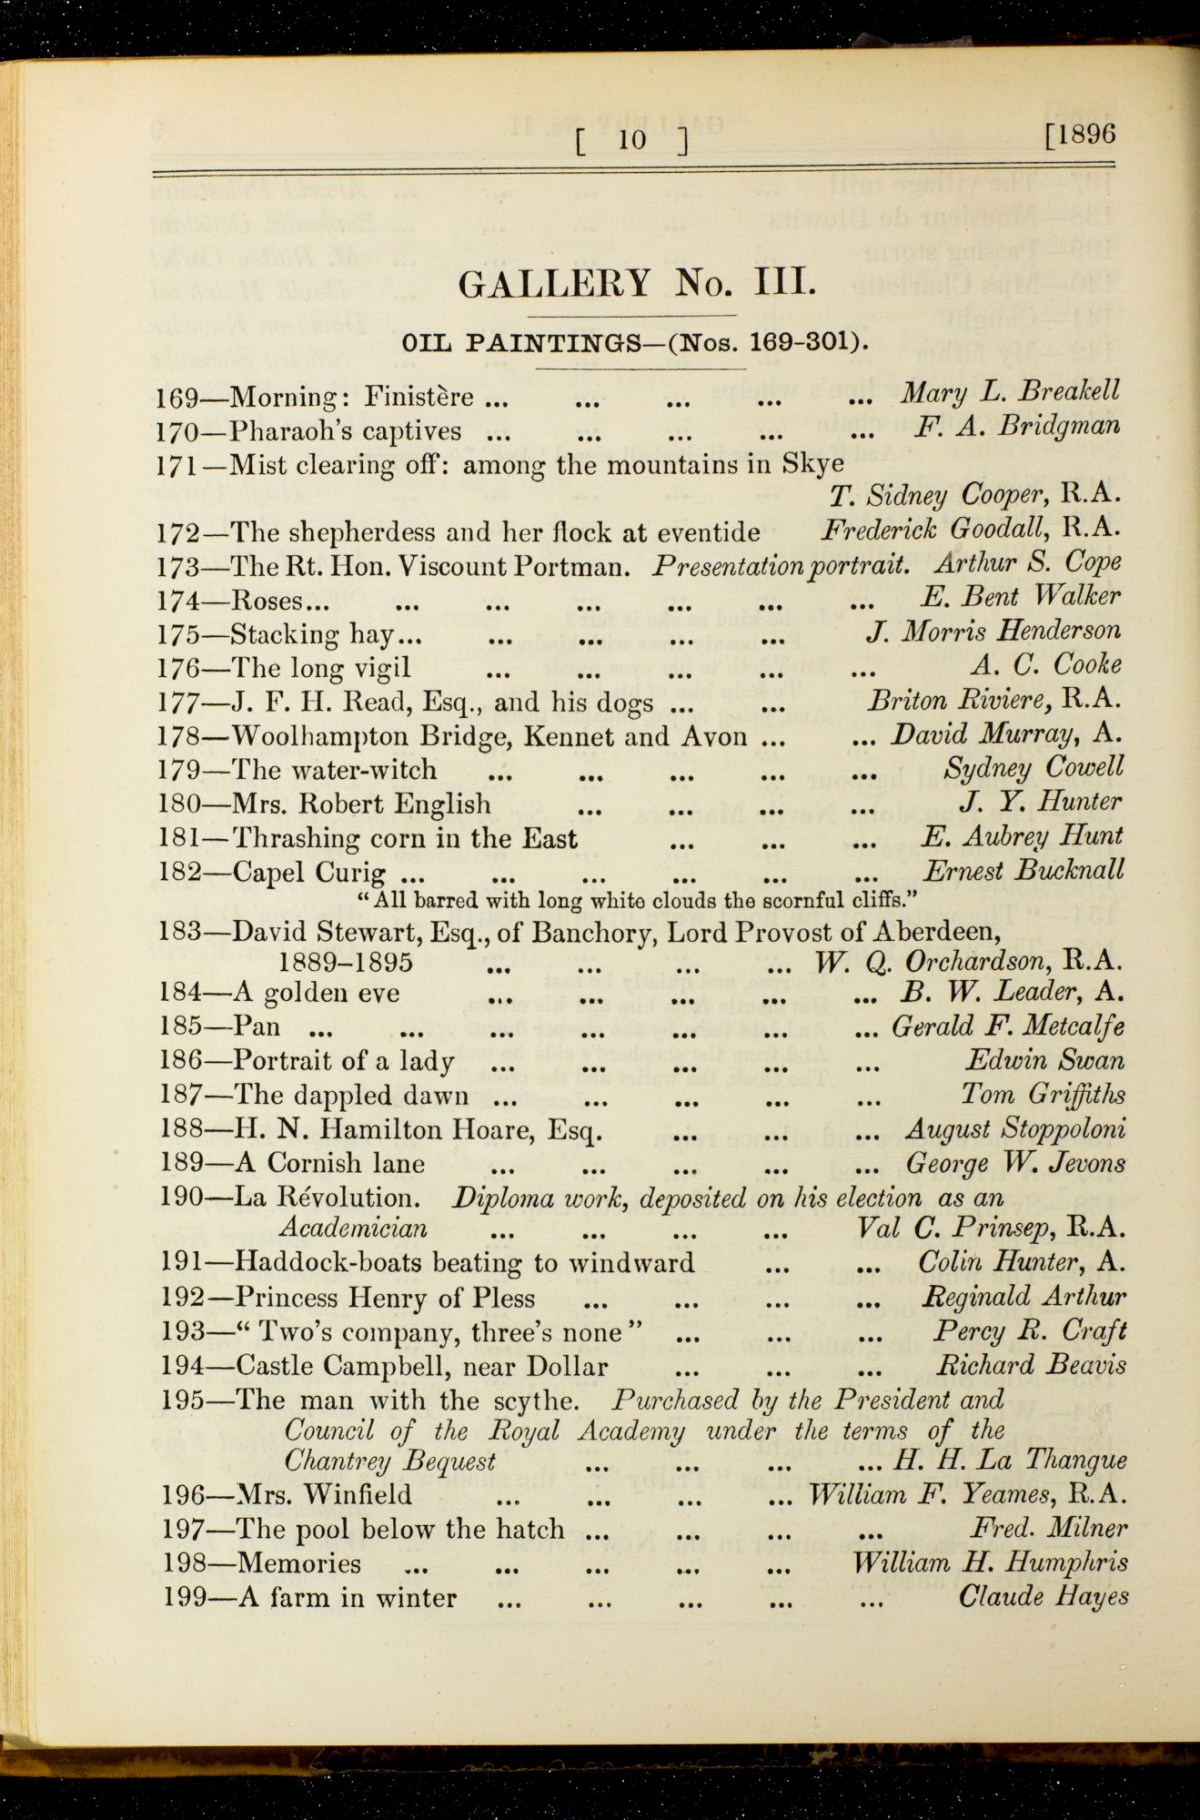 [ 10 ] [1896
GALLERY No. III.
OIL PAINTINGS—(Nos. 169-301).
169—Morning: Finistère ... ... ... ... ... Mary L. Breakell
170—Pharaoh's captives ... ... ... ... ... F. A. Bridgman
171—Mist clearing off: among the mountains in Skye
T. Sidney Cooper, R.A.
172—The shepherdess and her flock at eventide Frederick Goodall, R.A.
173—The Rt. Hon. Viscount Portman. Presentation portrait. Arthur S. Cope
174—Roses... ... ... ... ... ... ... E. Bent Walker
175—Stacking hay... ... ... ... ... J. Morris Henderson
176—The long vigil ... ... ... ... ... A. C. Cooke
177—J. F. H. Read, Esq., and his dogs ... ... Briton Riviere, R.A.
178—Woolhampton Bridge, Kennet and Avon ... ... David Murray, A.
179—The water-witch ... ... ... ... ... Sydney Cowell
180—Mrs. Robert English ... ... ... ... J. Y. Hunter
181—Thrashing corn in the East ... ... ... E. Aubrey Hunt
182—Capel Curig ... ... ... ... ... ... Ernest Bucknall
"All barred with long white clouds the scornful cliffs."
183—David Stewart, Esq., of Banchory, Lord Provost of Aberdeen,
1889-1895 ... ... ... ... W. Q. Orchardson, R.A.
184—A golden eve ... ... ... ... ... B. W. Leader, A.
185—Pan ... ... ... ... ... ... ... Gerald F. Metcalfe
186—Portrait of a lady ... ... ... ... ... Edwin Swan
187—The dappled dawn ... ... ... ... ... Tom Griffiths
188—H. N. Hamilton Hoare, Esq. ... ... ... August Stoppoloni
189—A Cornish lane ... ... ... ... ... George W. Jevons
190—La Révolution. Diploma work, deposited on his election as an
Academician ... ... ... ... Val C. Prinsep, R.A.
191—Haddock-boats beating to windward ... ... Colin Hunter, A.
192—Princess Henry of Pless ... ... ... ... Reginald Arthur
193—" Two's company, three's none " ... ... ... Percy R. Craft
194—Castle Campbell, near Dollar ... ... ... Richard Beavis
195—The man with the scythe. Purchased by the President and
Council of the Royal Academy under the terms of the
Chantrey Bequest ... ... ... ... H. H. La Thangue
196—Mrs. Winfield ... ... ... ... William F. Yeames, R.A.
197—The pool below the hatch ... ... ... ... Fred. Milner
198—Memories ... ... ... ... ... William H. Humphris
199—A farm in winter ... ... ... ... ... Claude Hayes